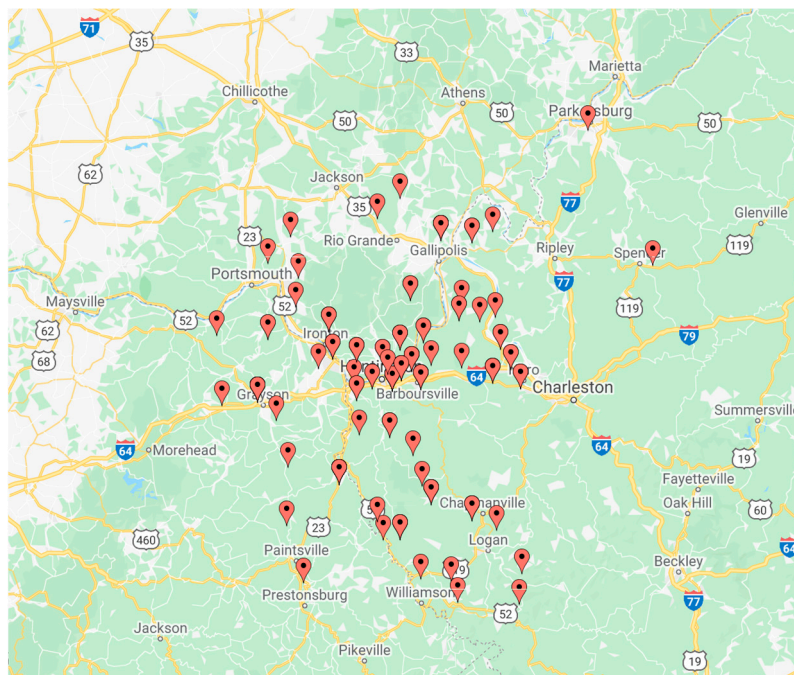 71
35
33
Marietta
Chillicothe
Athens
50
50
Parkersburg
50
62
Jackson
77
35
Glenville
23
Rio Grande
Gallipolis
Ripley
Spencer
119
Portsmouth
77
Maysville
52
119
52
62
Ironton
79
68
64
Charleston
Barboursville
Grayson
Summersville
64
Morehead
64
19
Fayetteville
Oak Hill
60
23
460
Logan
64
Paintsville
Beckley
Williamson
Prestonsburg
77
52
Jackson
Pikeville
19